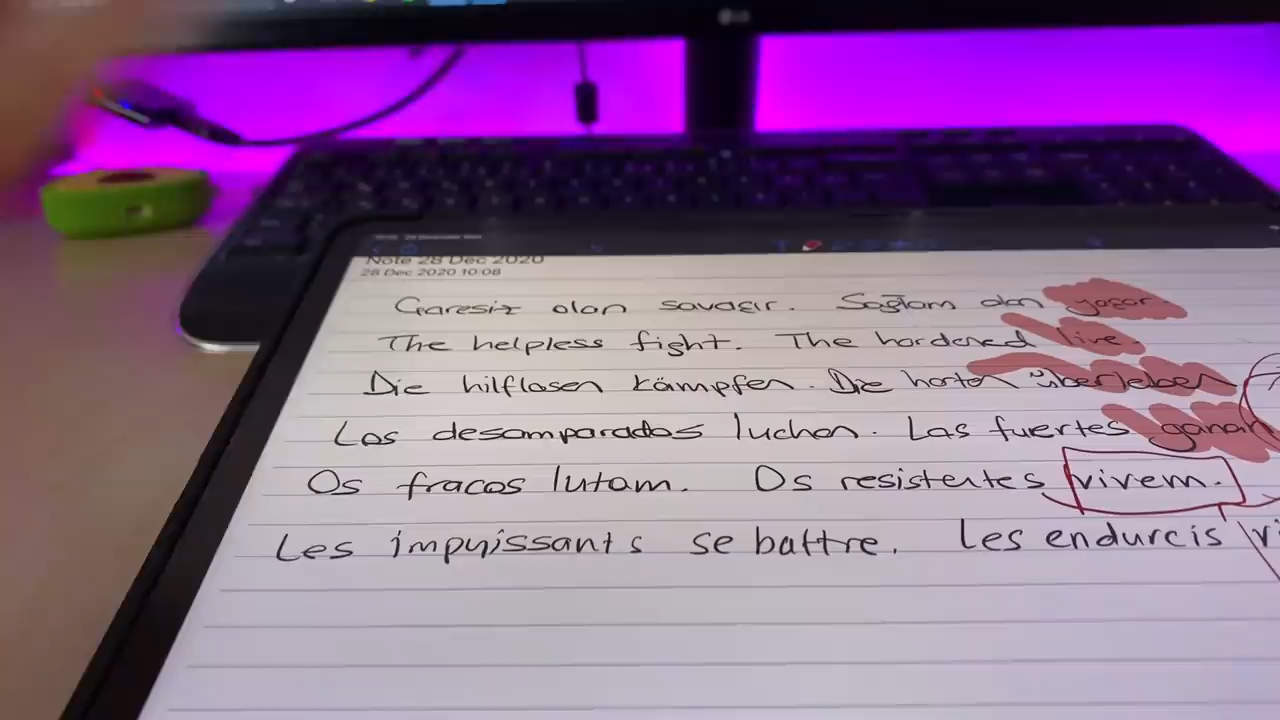 LG
Note 28 Dec 2020
28 Dec 2020 10:08
Çaresiz olan savaşır. Sağlam olan yaşar.
The helpless fight. The hardened live.
Die hilflosen kämpfen. Die harten überleben
Los desamparados luchan. Las fuertes ganan
Os fracos lutam. Os resistentes vivem.
Les impuissants se battre. Les endurcis